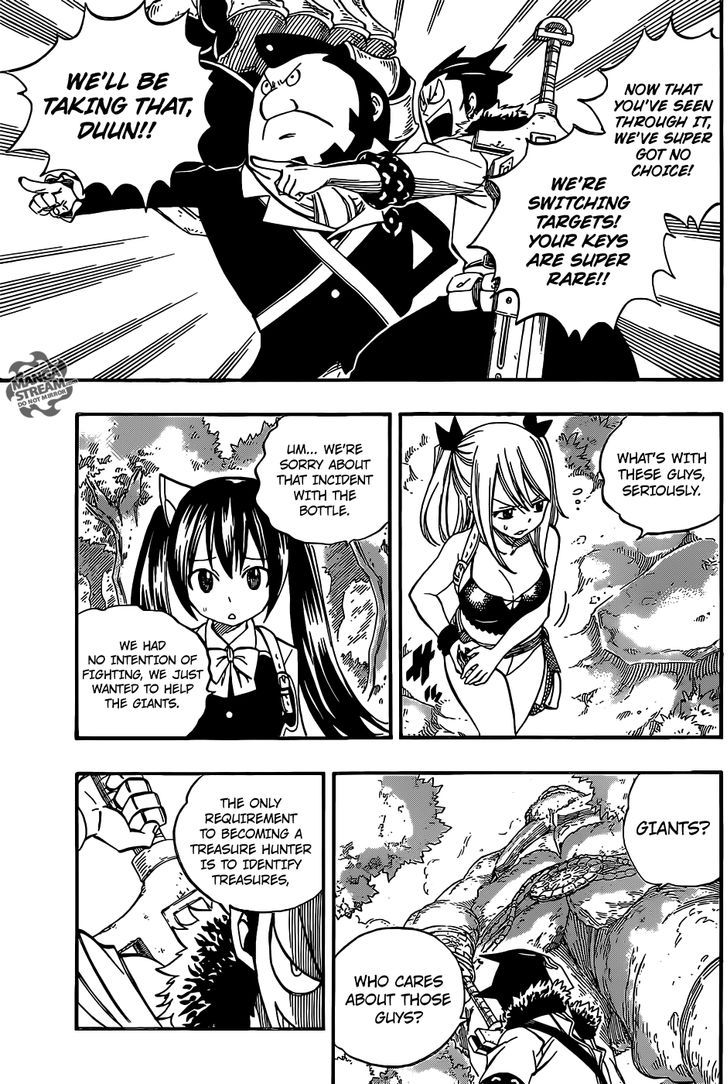 NOW THAT
YOU'VE SEEN
THROUGH IT,
WE'VE SUPER
GOT NO
CHOICE!
WE'RE
SWITCHING
TARGETS!
YOUR KEYS
ARE SUPER
RARE!!
WE'LL BE
TAKING THAT,
DUUN!!
MANGA
STREAM
DO NOT MIRROR
WHAT'S WITH
THESE GUYS,
SERIOUSLY.
UM... WE'RE
SORRY ABOUT
THAT INCIDENT
WITH THE
BOTTLE.
WE HAD
NO INTENTION OF
FIGHTING, WE JUST
WANTED TO HELP
THE GIANTS.
GIANTS?
WHO CARES
ABOUT THOSE
GUYS?
THE ONLY
REQUIREMENT
TO BECOMING A
TREASURE HUNTER
IS TO IDENTIFY
TREASURES,